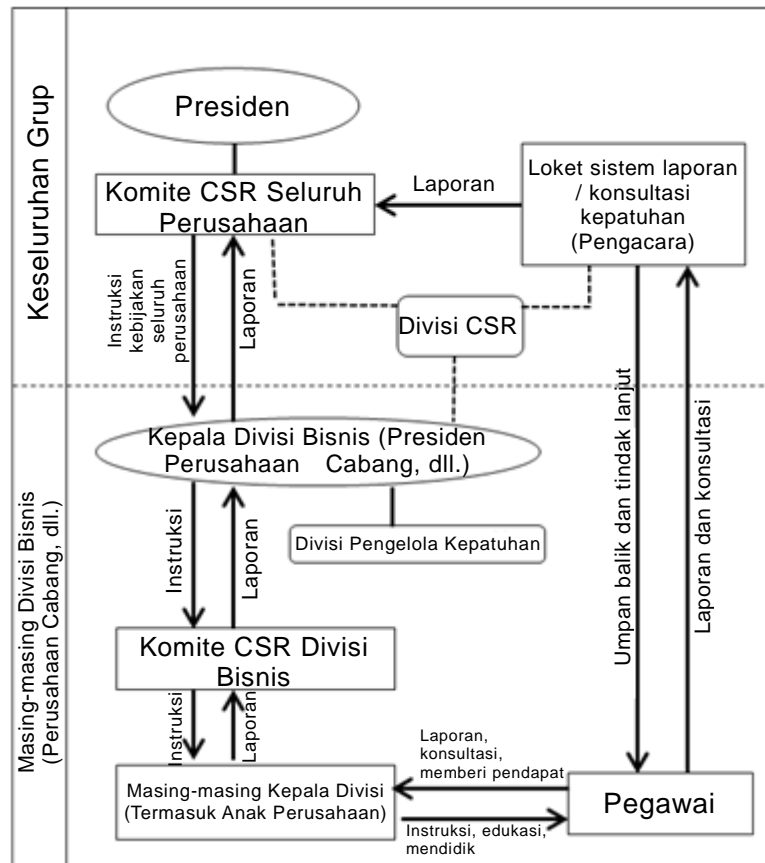 Keseluruhan Grup
Presiden
Komite CSR Seluruh
Perusahaan
Laporan
Loket sistem laporan
/ konsultasi
kepatuhan
(Pengacara)
Instruksi
kebijakan
seluruh
perusahaan
Laporan
Divisi CSR
Masing-masing Divisi Bisnis
(Perusahaan Cabang, dll.)
Kepala Divisi Bisnis (Presiden
Perusahaan Cabang, dll.)
Instruksi
Laporan
Divisi Pengelola Kepatuhan
Umpan balik dan tindak lanjut
Laporan dan konsultasi
Komite CSR Divisi
Bisnis
Instruksi
Laporan
Laporan,
konsultasi,
memberi pendapat
Masing-masing Kepala Divisi
(Termasuk Anak Perusahaan)
Pegawai
Instruksi, edukasi,
mendidik